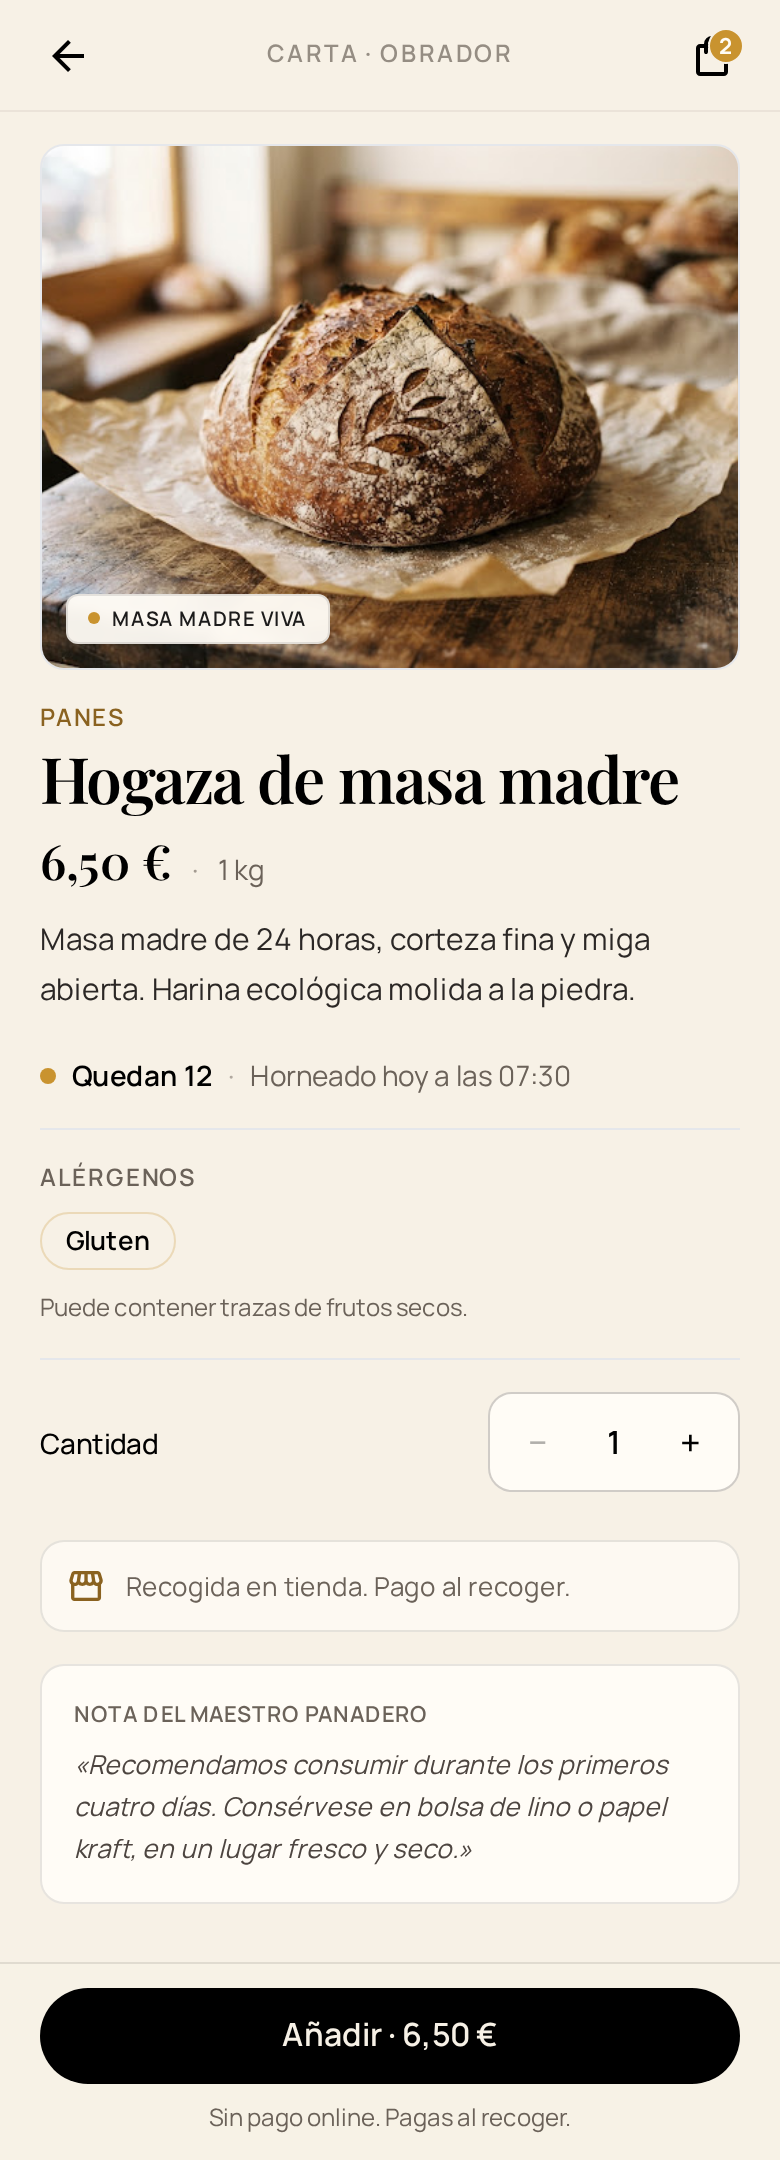 CARTA · OBRADOR
2
MASA MADRE VIVA
PANES
Hogaza de masa madre
6,50 € · 1 kg
Masa madre de 24 horas, corteza fina y miga
abierta. Harina ecológica molida a la piedra.
Quedan 12 · Horneado hoy a las 07:30
ALÉRGENOS
Gluten
Puede contener trazas de frutos secos.
Cantidad − 1 +
Recogida en tienda. Pago al recoger.
NOTA DEL MAESTRO PANADERO
«Recomendamos consumir durante los primeros
cuatro días. Consérvese en bolsa de lino o papel
kraft, en un lugar fresco y seco.»
Añadir · 6,50 €
Sin pago online. Pagas al recoger.